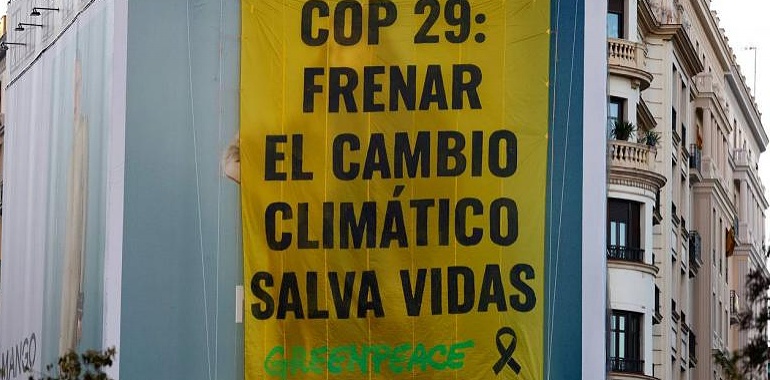 COP 29:
FRENAR
EL CAMBIO
CLIMÁTICO
SALVA VIDAS
GREENPEACE
MANGO